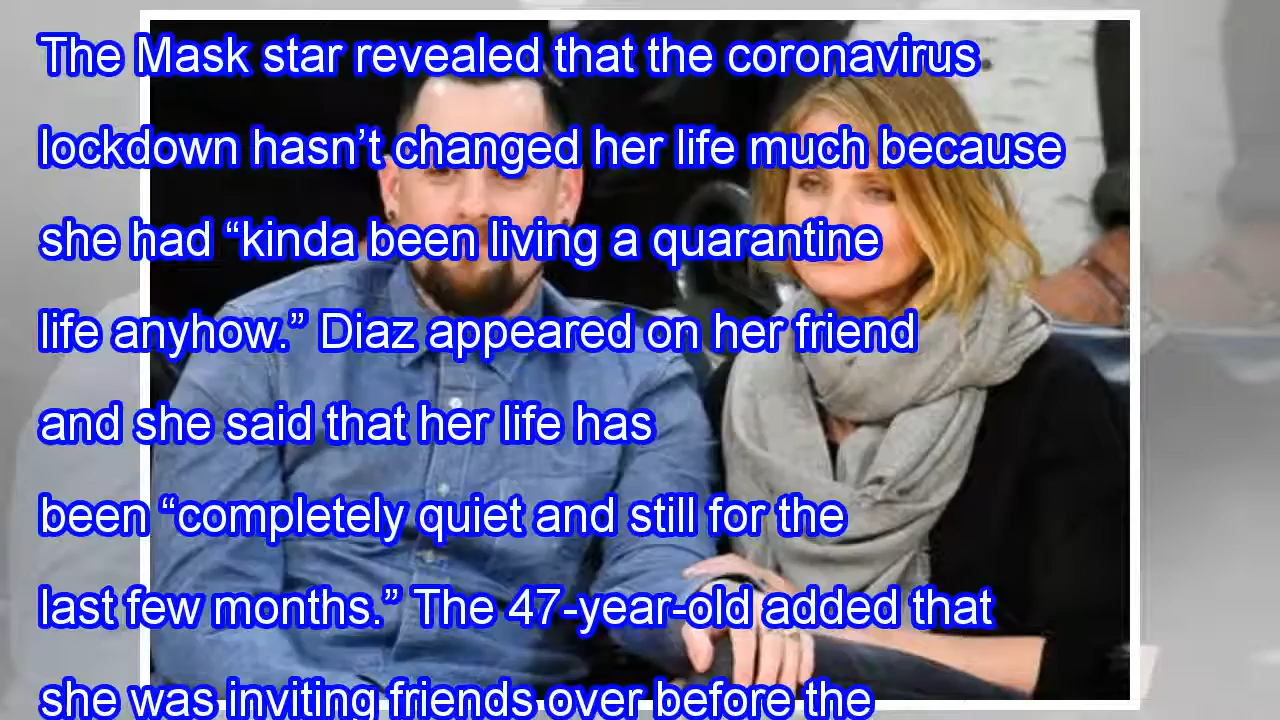 The Mask star revealed that the coronavirus
lockdown hasn’t changed her life much because
she had “kinda been living a quarantine
life anyhow.” Diaz appeared on her friend
and she said that her life has
been “completely quiet and still for the
last few months.” The 47-year-old added that
she was inviting friends over before the